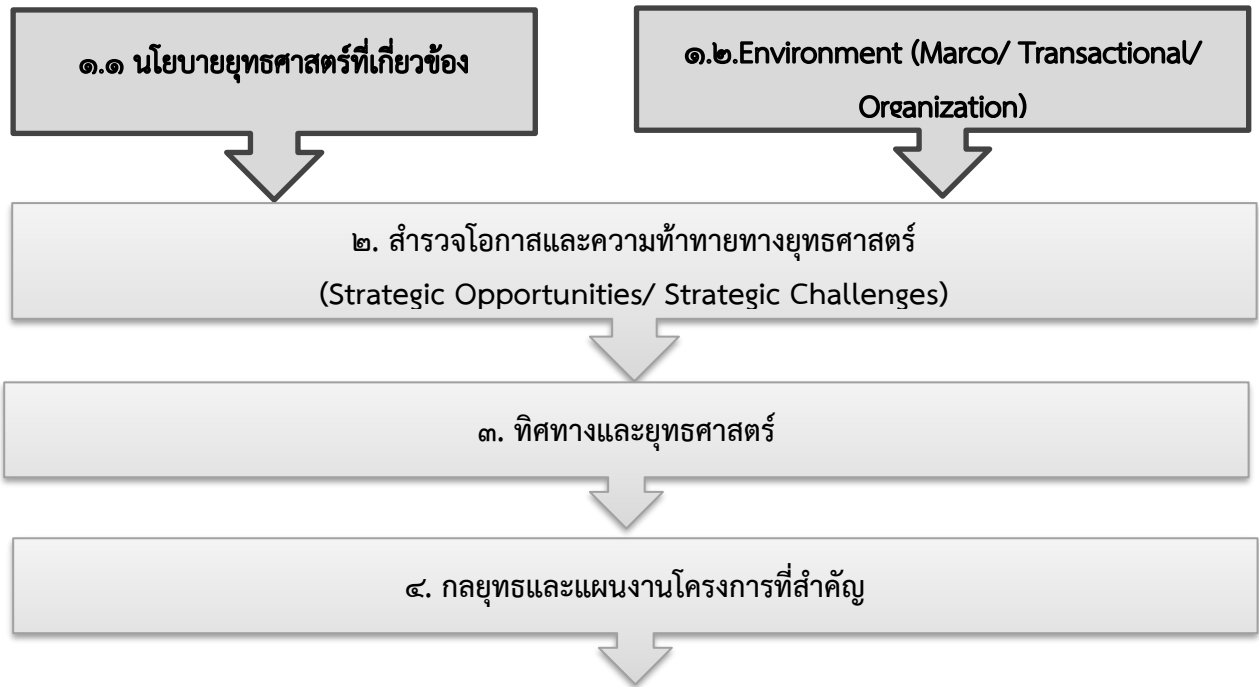 ๑.๑ นโยบายยุทธศาสตร์ที่เกี่ยวข้อง
๑.๒.Environment (Marco/ Transactional/
Organization)
๒. สำรวจโอกาสและความท้าทายทางยุทธศาสตร์
(Strategic Opportunities/ Strategic Challenges)
๓. ทิศทางและยุทธศาสตร์
๔. กลยุทธและแผนงานโครงการที่สำคัญ